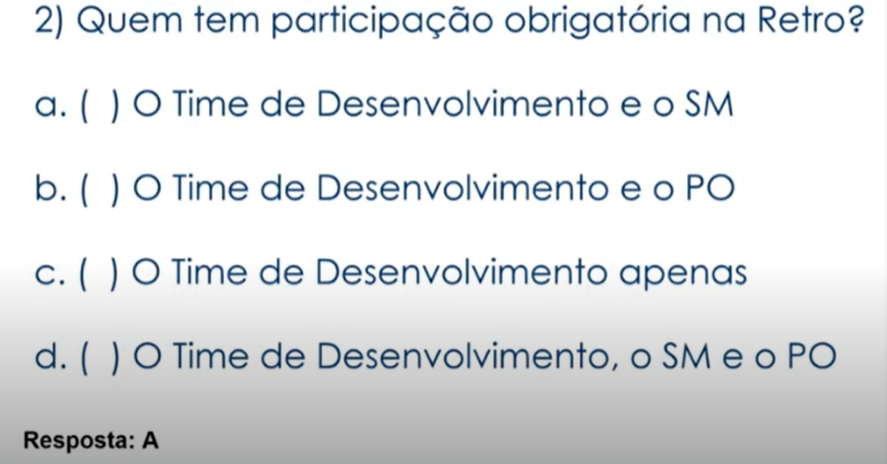 2) Quem tem participação obrigatória na Retro?
a. ( ) O Time de Desenvolvimento e o SM
b. ( ) O Time de Desenvolvimento e o PO
c. ( ) O Time de Desenvolvimento apenas
d. ( ) O Time de Desenvolvimento, o SM e o PO
Resposta: A